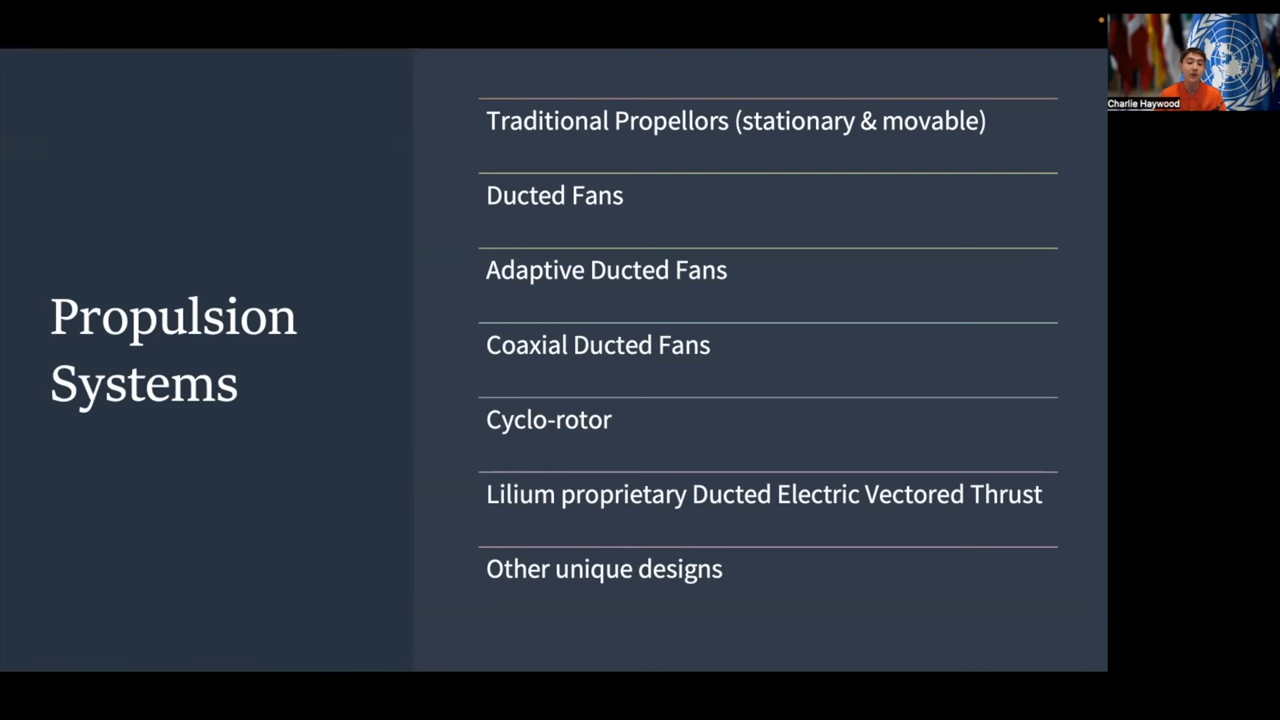 Propulsion
Systems
Traditional Propellors (stationary & movable)
Ducted Fans
Adaptive Ducted Fans
Coaxial Ducted Fans
Cyclo-rotor
Lilium proprietary Ducted Electric Vectored Thrust
Other unique designs
Charlie Haywood